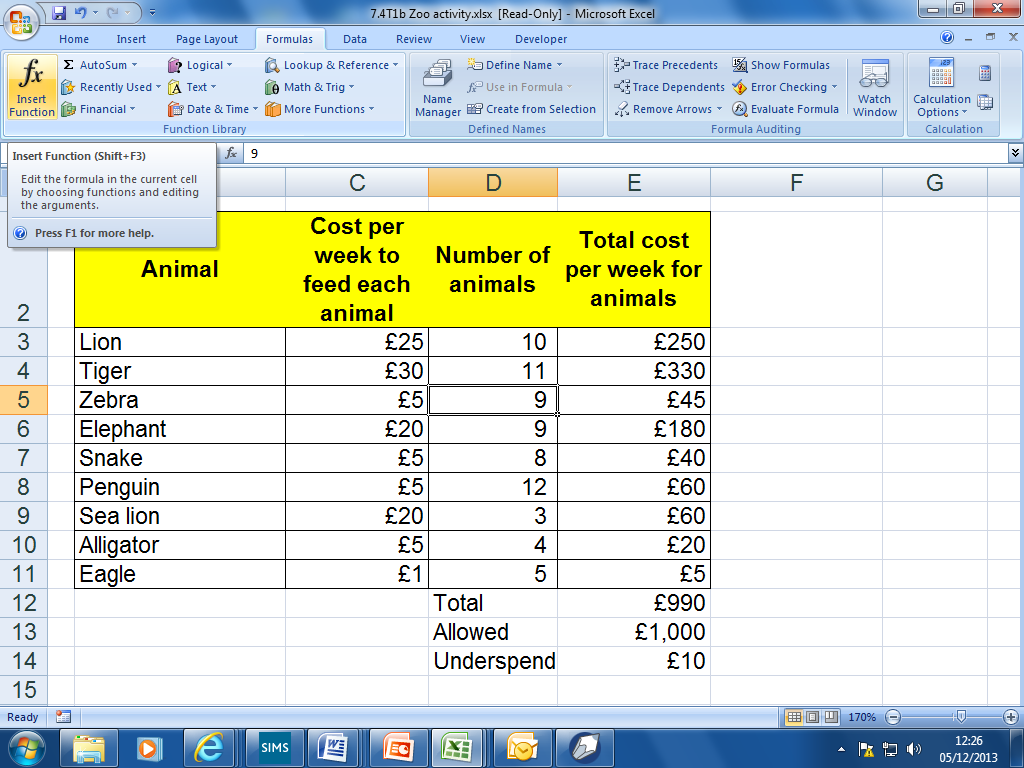 7.4T1b Zoo activity.xlsx [Read-Only] - Microsoft Excel
Home Insert Page Layout Formulas Data Review View Developer
fx Insert Function
Σ AutoSum
Recently Used
Financial
Logical
Text
Date & Time
Lookup & Reference
Math & Trig
More Functions
Function Library
Name Manager
Define Name
Use in Formula
Create from Selection
Defined Names
Trace Precedents
Trace Dependents
Remove Arrows
Show Formulas
Error Checking
Evaluate Formula
Watch Window
Formula Auditing
Calculation Options
Calculation
Insert Function (Shift+F3)
Edit the formula in the current cell
by choosing functions and editing
the arguments.
Press F1 for more help.
fx 9
C D E F G
2 Animal Cost per week to feed each animal Number of animals Total cost per week for animals
3 Lion £25 10 £250
4 Tiger £30 11 £330
5 Zebra £5 9 £45
6 Elephant £20 9 £180
7 Snake £5 8 £40
8 Penguin £5 12 £60
9 Sea lion £20 3 £60
10 Alligator £5 4 £20
11 Eagle £1 5 £5
12 Total £990
13 Allowed £1,000
14 Underspend £10
15
Ready 170%
SIMS
12:26
05/12/2013